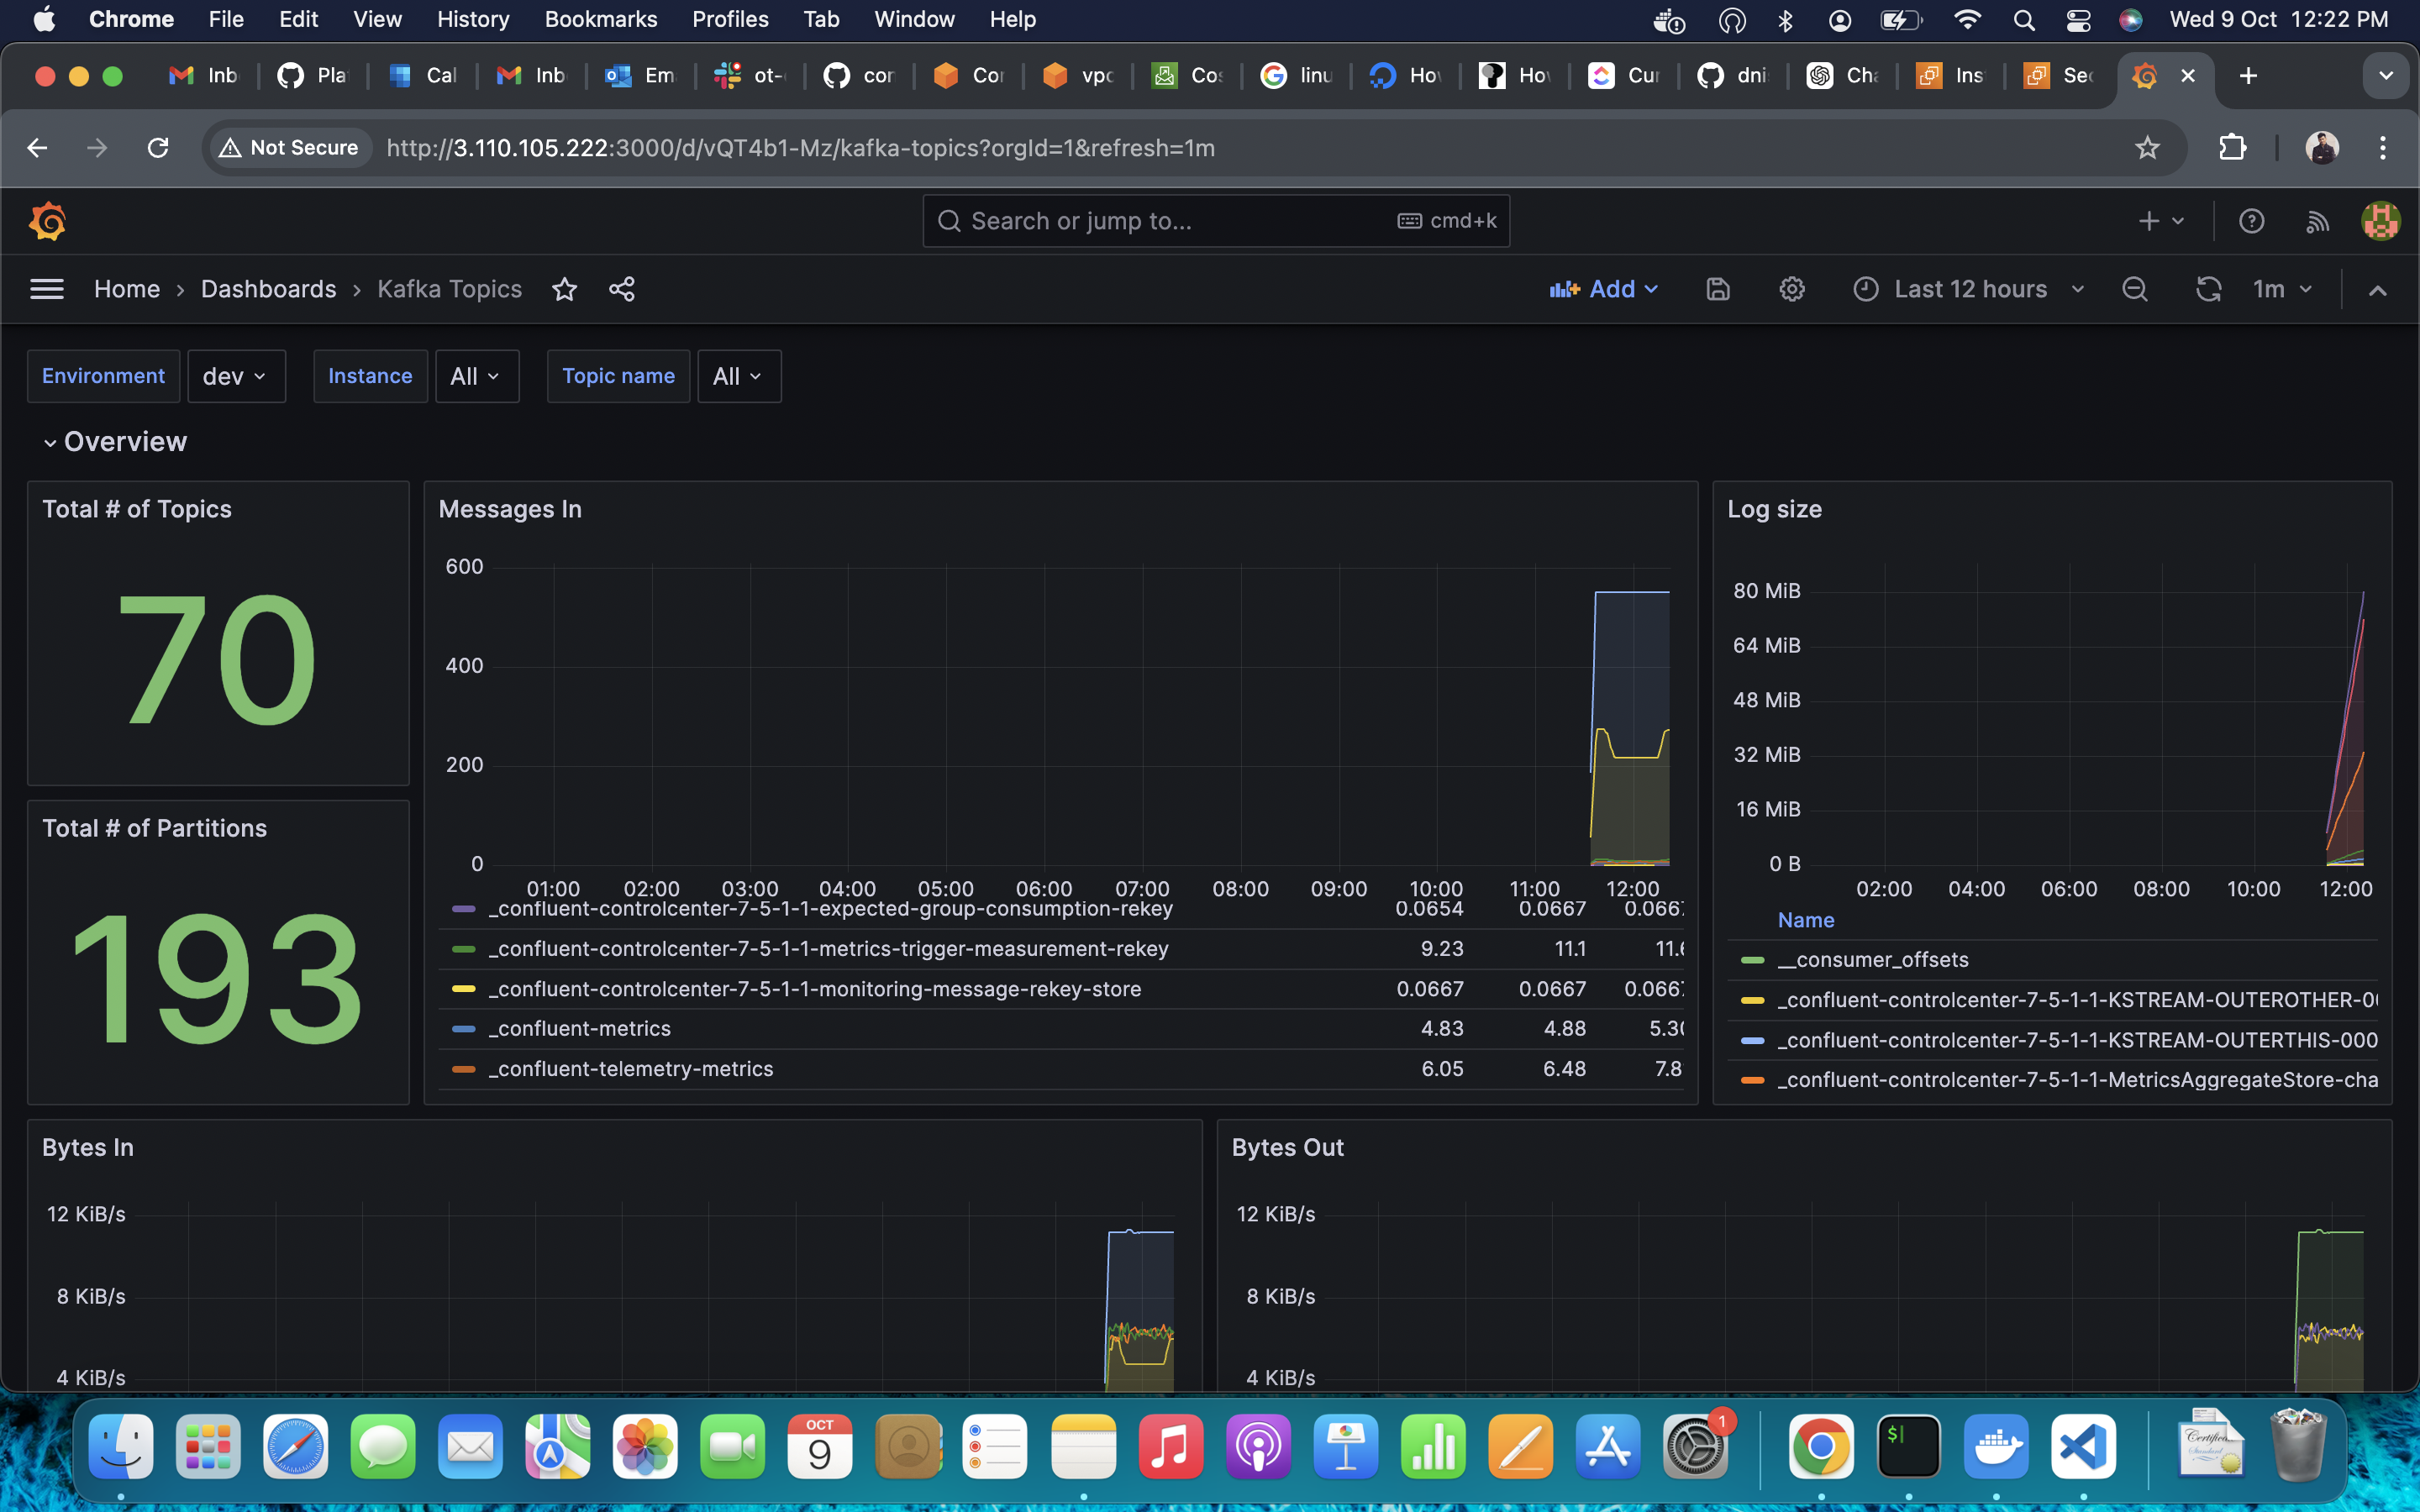 Chrome File Edit View History Bookmarks Profiles Tab Window Help Wed 9 Oct 12:22 PM
Inb Pla Cal Inb Em ot- cor Cor vpc Cos linu Hov Hov Cur dni Cha Ins Sec
Not Secure http://3.110.105.222:3000/d/vQT4b1-Mz/kafka-topics?orgId=1&refresh=1m
Search or jump to... cmd+k
Home › Dashboards › Kafka Topics Add Last 12 hours 1m
Environment dev Instance All Topic name All
Overview
Total # of Topics
70
Total # of Partitions
193
Messages In
600
400
200
0
01:00 02:00 03:00 04:00 05:00 06:00 07:00 08:00 09:00 10:00 11:00 12:00
_confluent-controlcenter-7-5-1-1-expected-group-consumption-rekey 0.0654 0.0667 0.066
_confluent-controlcenter-7-5-1-1-metrics-trigger-measurement-rekey 9.23 11.1 11.6
_confluent-controlcenter-7-5-1-1-monitoring-message-rekey-store 0.0667 0.0667 0.066
_confluent-metrics 4.83 4.88 5.30
_confluent-telemetry-metrics 6.05 6.48 7.8
Log size
80 MiB
64 MiB
48 MiB
32 MiB
16 MiB
0 B
02:00 04:00 06:00 08:00 10:00 12:00
Name
__consumer_offsets
_confluent-controlcenter-7-5-1-1-KSTREAM-OUTEROTHER-0
_confluent-controlcenter-7-5-1-1-KSTREAM-OUTERTHIS-000
_confluent-controlcenter-7-5-1-1-MetricsAggregateStore-cha
Bytes In
12 KiB/s
8 KiB/s
4 KiB/s
Bytes Out
12 KiB/s
8 KiB/s
4 KiB/s
OCT
9
1
$
Certificate
Standard